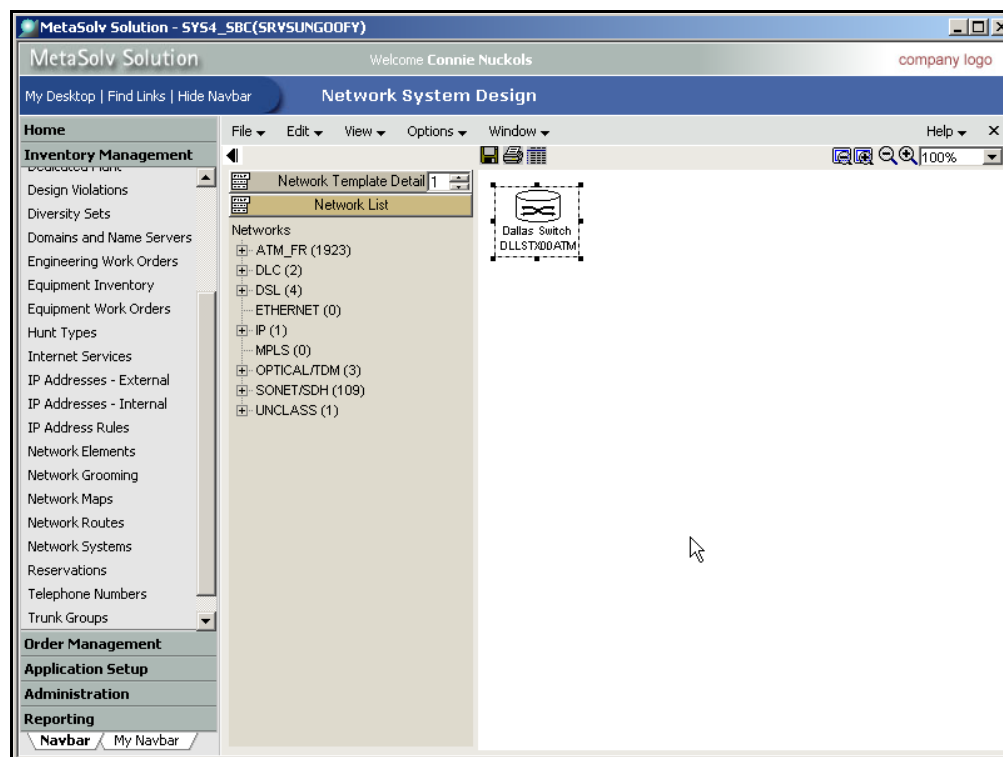 MetaSolv Solution - SYS4_SBC(SRVSUNGOOFY)
MetaSolv Solution
Welcome Connie Nuckols
company logo
My Desktop | Find Links | Hide Navbar
Network System Design
Home
Inventory Management
Dedicated Plant
Design Violations
Diversity Sets
Domains and Name Servers
Engineering Work Orders
Equipment Inventory
Equipment Work Orders
Hunt Types
Internet Services
IP Addresses - External
IP Addresses - Internal
IP Address Rules
Network Elements
Network Grooming
Network Maps
Network Routes
Network Systems
Reservations
Telephone Numbers
Trunk Groups
Order Management
Application Setup
Administration
Reporting
Navbar
My Navbar
File Edit View Options Window Help X
100%
Network Template Detail 1
Network List
Networks
ATM_FR (1923)
DLC (2)
DSL (4)
ETHERNET (0)
IP (1)
MPLS (0)
OPTICAL/TDM (3)
SONET/SDH (109)
UNCLASS (1)
Dallas Switch
DLLSTX00ATM